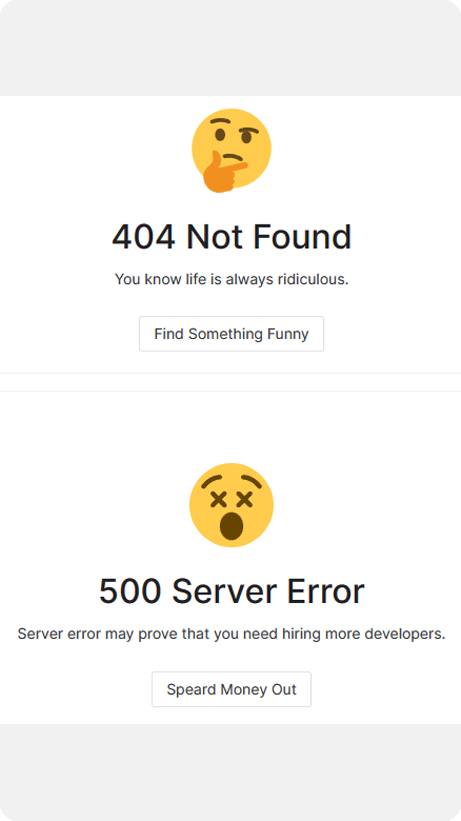 404 Not Found
You know life is always ridiculous.
Find Something Funny
500 Server Error
Server error may prove that you need hiring more developers.
Speard Money Out